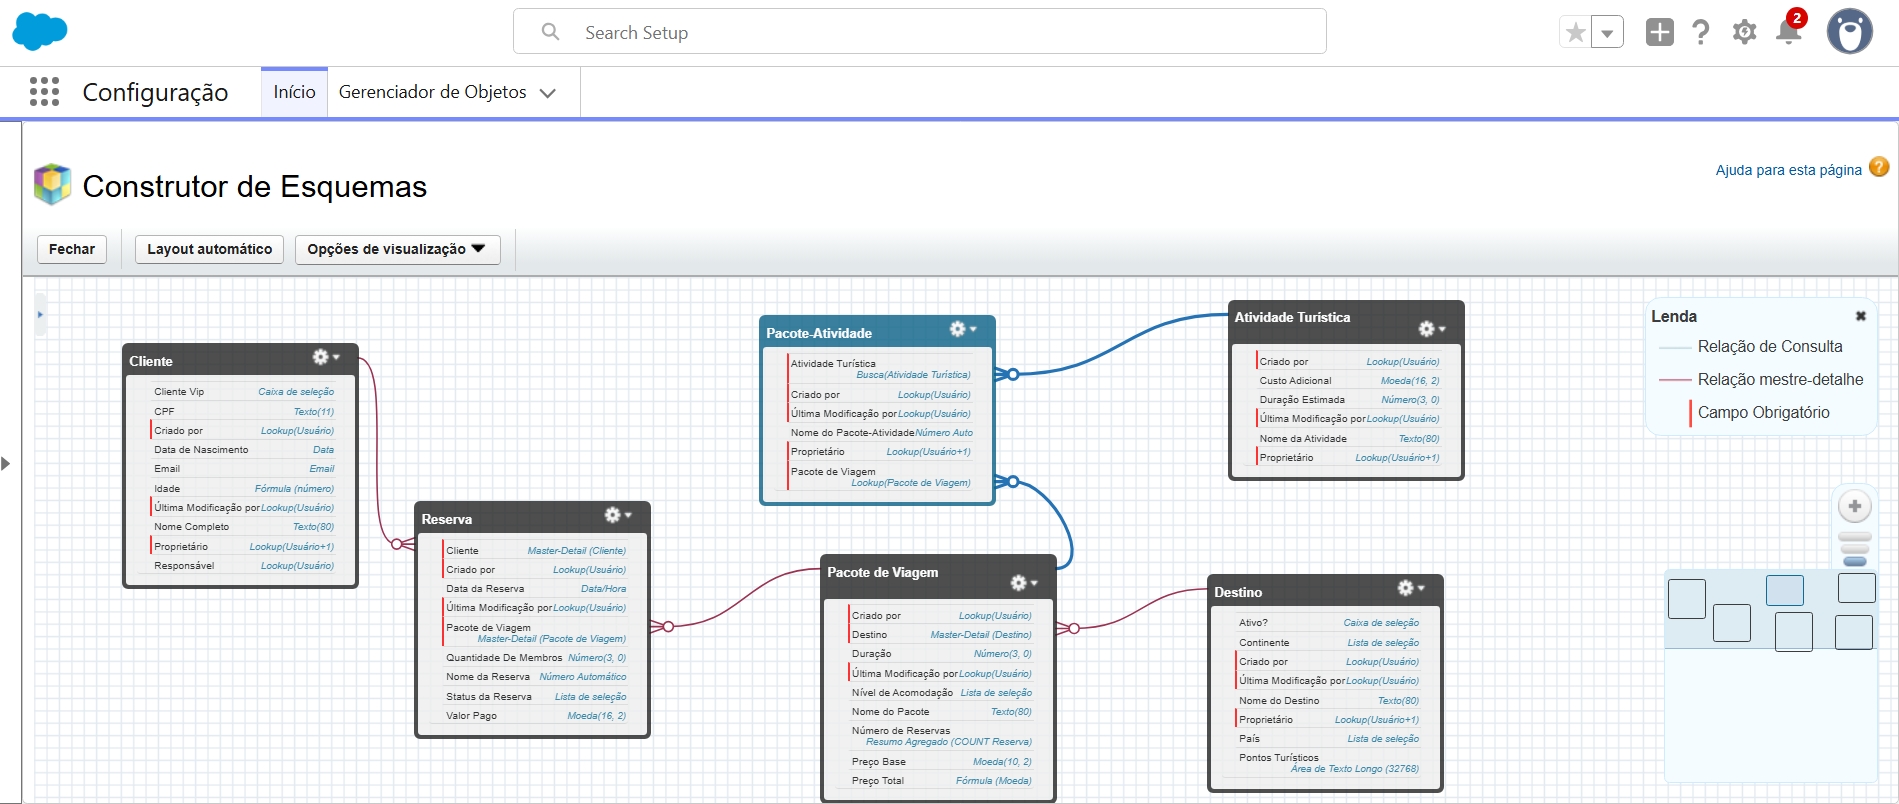 Search Setup
2
Configuração
Início
Gerenciador de Objetos
Construtor de Esquemas
Ajuda para esta página
?
Fechar
Layout automático
Opções de visualização
Cliente
Cliente Vip Caixa de seleção
CPF Texto(11)
Criado por Lookup(Usuário)
Data de Nascimento Data
Email Email
Idade Fórmula (número)
Última Modificação por Lookup(Usuário)
Nome Completo Texto(80)
Proprietário Lookup(Usuário+1)
Responsável Lookup(Usuário)
Reserva
Cliente Master-Detail (Cliente)
Criado por Lookup(Usuário)
Data da Reserva Data/Hora
Última Modificação por Lookup(Usuário)
Pacote de Viagem
Master-Detail (Pacote de Viagem)
Quantidade De Membros Número(3, 0)
Nome da Reserva Número Automático
Status da Reserva Lista de seleção
Valor Pago Moeda(16, 2)
Pacote-Atividade
Atividade Turística
Busca(Atividade Turística)
Criado por Lookup(Usuário)
Última Modificação por Lookup(Usuário)
Nome do Pacote-Atividade Número Auto
Proprietário Lookup(Usuário+1)
Pacote de Viagem
Lookup(Pacote de Viagem)
Pacote de Viagem
Criado por Lookup(Usuário)
Destino Master-Detail (Destino)
Duração Número(3, 0)
Última Modificação por Lookup(Usuário)
Nível de Acomodação Lista de seleção
Nome do Pacote Texto(80)
Número de Reservas
Resumo Agregado (COUNT Reserva)
Preço Base Moeda(10, 2)
Preço Total Fórmula (Moeda)
Atividade Turistica
Criado por Lookup(Usuário)
Custo Adicional Moeda(16, 2)
Duração Estimada Número(3, 0)
Última Modificação por Lookup(Usuário)
Nome da Atividade Texto(80)
Proprietário Lookup(Usuário+1)
Destino
Ativo? Caixa de seleção
Continente Lista de seleção
Criado por Lookup(Usuário)
Última Modificação por Lookup(Usuário)
Nome do Destino Texto(80)
Proprietário Lookup(Usuário+1)
País Lista de seleção
Pontos Turísticos
Área de Texto Longo (32768)
Lenda
Relação de Consulta
Relação mestre-detalhe
Campo Obrigatório